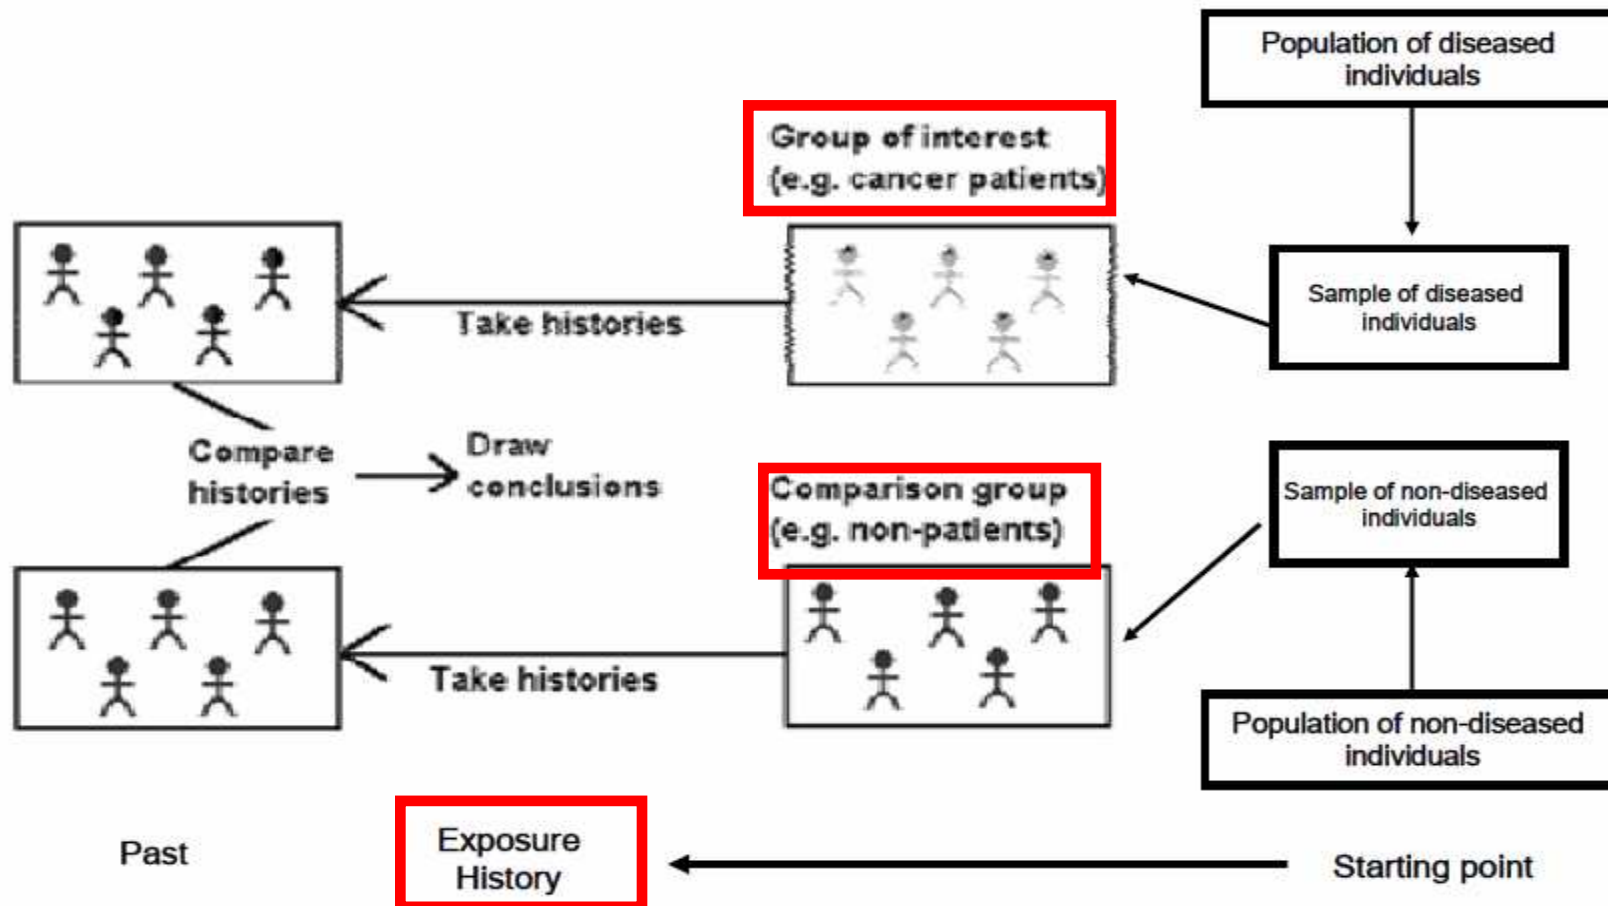 Population of diseased
individuals
Group of interest
(e.g. cancer patients)
Sample of diseased
individuals
Take histories
Compare
histories
Draw
conclusions
Comparison group
(e.g. non-patients)
Sample of non-diseased
individuals
Take histories
Population of non-diseased
individuals
Past
Exposure
History
Starting point